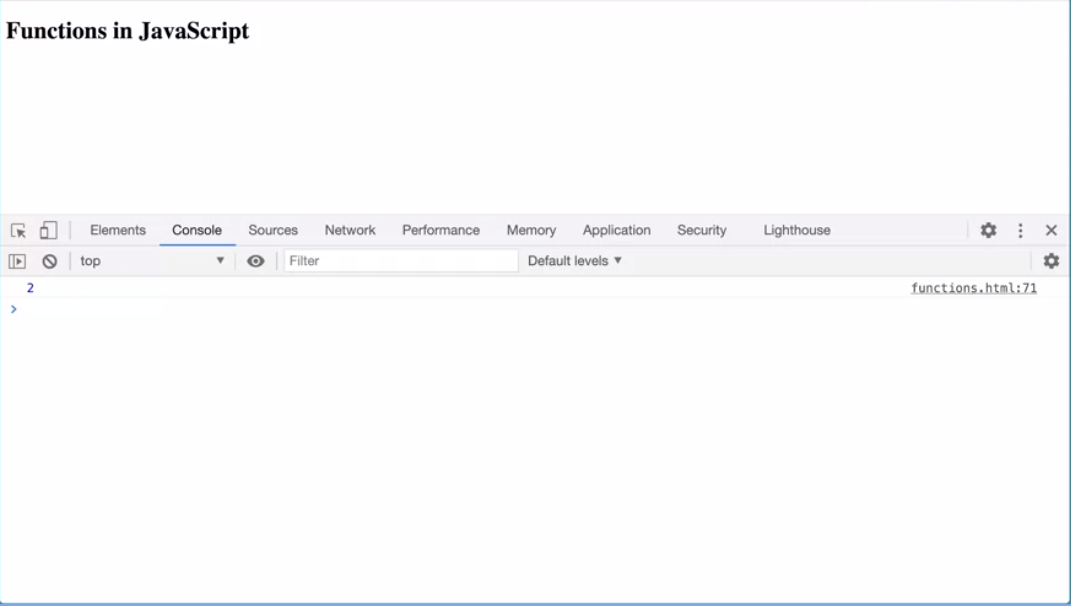 Functions in JavaScript
Elements Console Sources Network Performance Memory Application Security Lighthouse
top Filter Default levels
2 functions.html:71